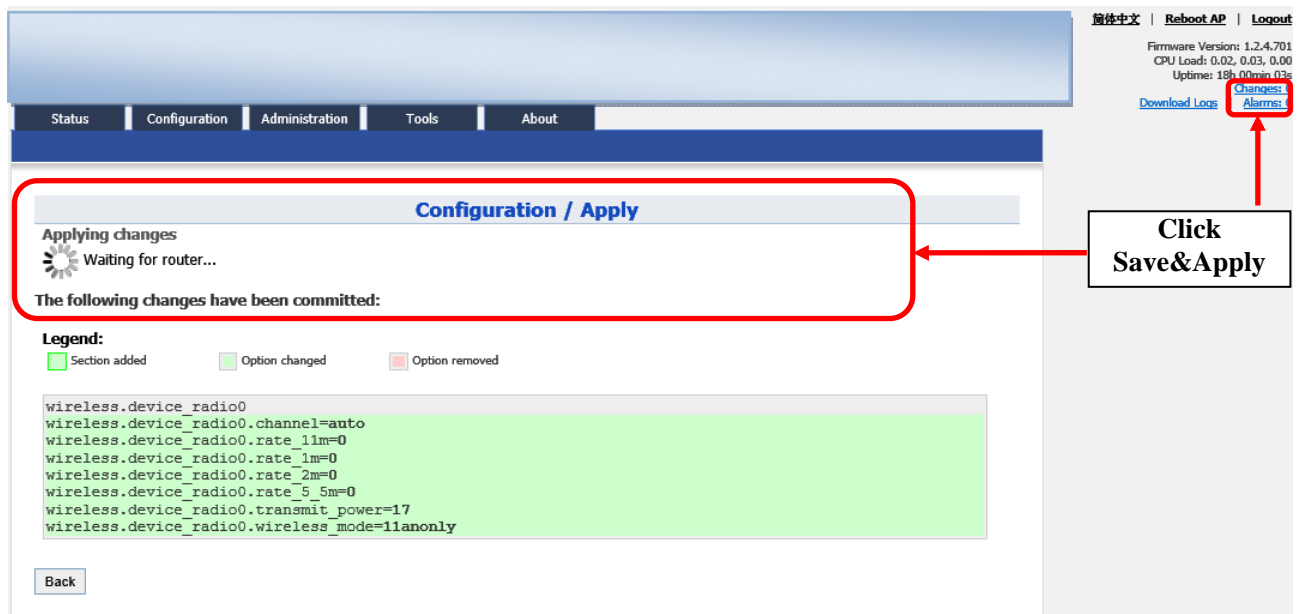 简体中文 | Reboot AP | Logout
Firmware Version: 1.2.4.701
CPU Load: 0.02, 0.03, 0.00
Uptime: 18h 00min 03s
Changes: 0
Download Logs Alarms: 0
Status Configuration Administration Tools About
Configuration / Apply
Applying changes
Waiting for router...
The following changes have been committed:
Click
Save&Apply
Legend:
Section added Option changed Option removed
wireless.device_radio0
wireless.device_radio0.channel=auto
wireless.device_radio0.rate_11m=0
wireless.device_radio0.rate_1m=0
wireless.device_radio0.rate_2m=0
wireless.device_radio0.rate_5_5m=0
wireless.device_radio0.transmit_power=17
wireless.device_radio0.wireless_mode=11anonly
Back